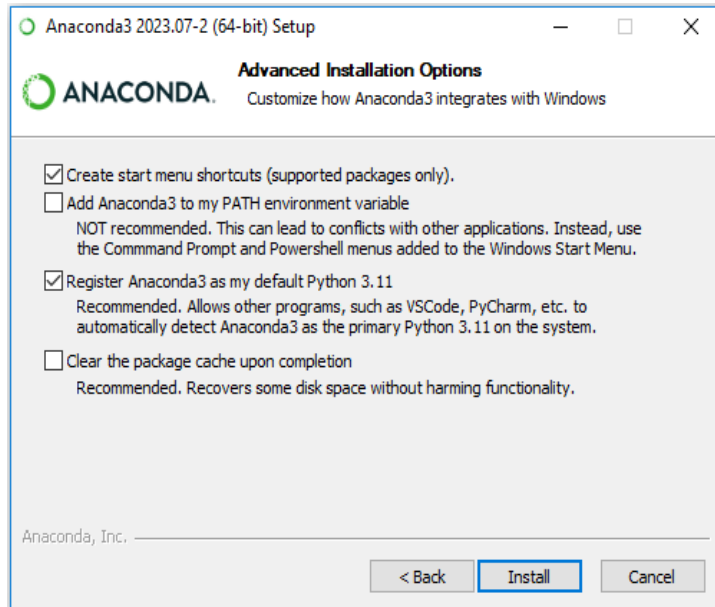 Anaconda3 2023.07-2 (64-bit) Setup
ANACONDA.
Advanced Installation Options
Customize how Anaconda3 integrates with Windows
Create start menu shortcuts (supported packages only).
Add Anaconda3 to my PATH environment variable
NOT recommended. This can lead to conflicts with other applications. Instead, use
the Commmand Prompt and Powershell menus added to the Windows Start Menu.
Register Anaconda3 as my default Python 3.11
Recommended. Allows other programs, such as VSCode, PyCharm, etc. to
automatically detect Anaconda3 as the primary Python 3.11 on the system.
Clear the package cache upon completion
Recommended. Recovers some disk space without harming functionality.
Anaconda, Inc.
< Back
Install
Cancel